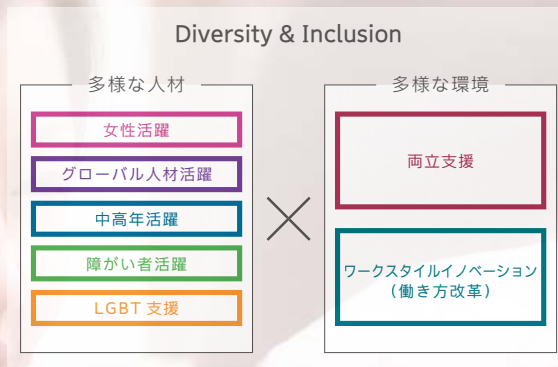 Diversity & Inclusion
多様な人材
女性活躍
グローバル人材活躍
中高年活躍
障がい者活躍
LGBT 支援
多様な環境
両立支援
ワークスタイルイノベーション
（働き方改革）